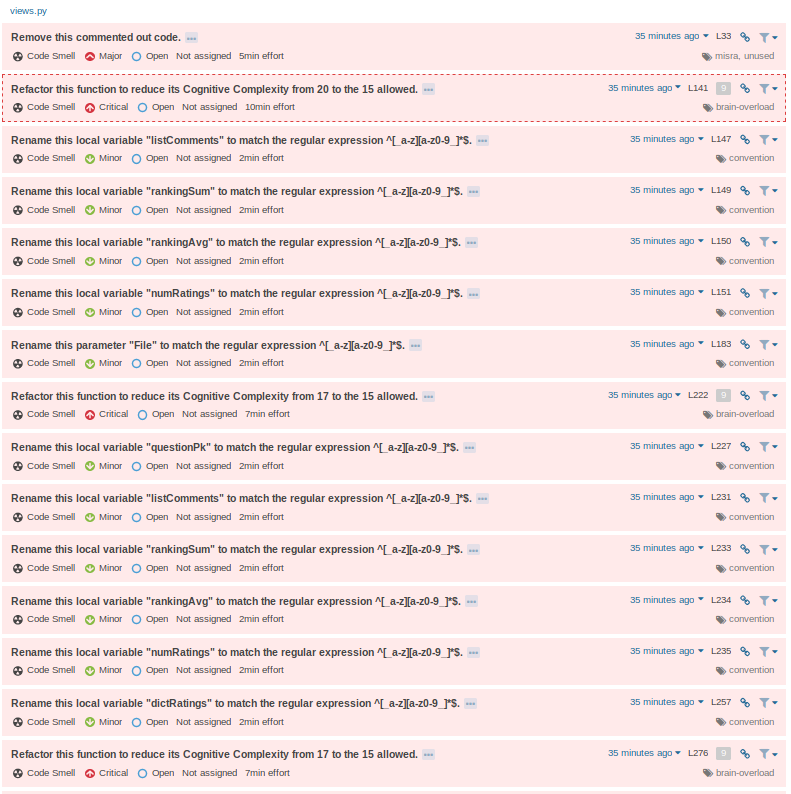 views.py
Remove this commented out code. 35 minutes ago L33
Code Smell Major Open Not assigned 5min effort misra, unused
Refactor this function to reduce its Cognitive Complexity from 20 to the 15 allowed. 35 minutes ago L141 9
Code Smell Critical Open Not assigned 10min effort brain-overload
Rename this local variable "listComments" to match the regular expression ^[_a-z][a-z0-9_]*$. 35 minutes ago L147
Code Smell Minor Open Not assigned 2min effort convention
Rename this local variable "rankingSum" to match the regular expression ^[_a-z][a-z0-9_]*$. 35 minutes ago L149
Code Smell Minor Open Not assigned 2min effort convention
Rename this local variable "rankingAvg" to match the regular expression ^[_a-z][a-z0-9_]*$. 35 minutes ago L150
Code Smell Minor Open Not assigned 2min effort convention
Rename this local variable "numRatings" to match the regular expression ^[_a-z][a-z0-9_]*$. 35 minutes ago L151
Code Smell Minor Open Not assigned 2min effort convention
Rename this parameter "File" to match the regular expression ^[_a-z][a-z0-9_]*$. 35 minutes ago L183
Code Smell Minor Open Not assigned 2min effort convention
Refactor this function to reduce its Cognitive Complexity from 17 to the 15 allowed. 35 minutes ago L222 9
Code Smell Critical Open Not assigned 7min effort brain-overload
Rename this local variable "questionPk" to match the regular expression ^[_a-z][a-z0-9_]*$. 35 minutes ago L227
Code Smell Minor Open Not assigned 2min effort convention
Rename this local variable "listComments" to match the regular expression ^[_a-z][a-z0-9_]*$. 35 minutes ago L231
Code Smell Minor Open Not assigned 2min effort convention
Rename this local variable "rankingSum" to match the regular expression ^[_a-z][a-z0-9_]*$. 35 minutes ago L233
Code Smell Minor Open Not assigned 2min effort convention
Rename this local variable "rankingAvg" to match the regular expression ^[_a-z][a-z0-9_]*$. 35 minutes ago L234
Code Smell Minor Open Not assigned 2min effort convention
Rename this local variable "numRatings" to match the regular expression ^[_a-z][a-z0-9_]*$. 35 minutes ago L235
Code Smell Minor Open Not assigned 2min effort convention
Rename this local variable "dictRatings" to match the regular expression ^[_a-z][a-z0-9_]*$. 35 minutes ago L257
Code Smell Minor Open Not assigned 2min effort convention
Refactor this function to reduce its Cognitive Complexity from 17 to the 15 allowed. 35 minutes ago L276 9
Code Smell Critical Open Not assigned 7min effort brain-overload